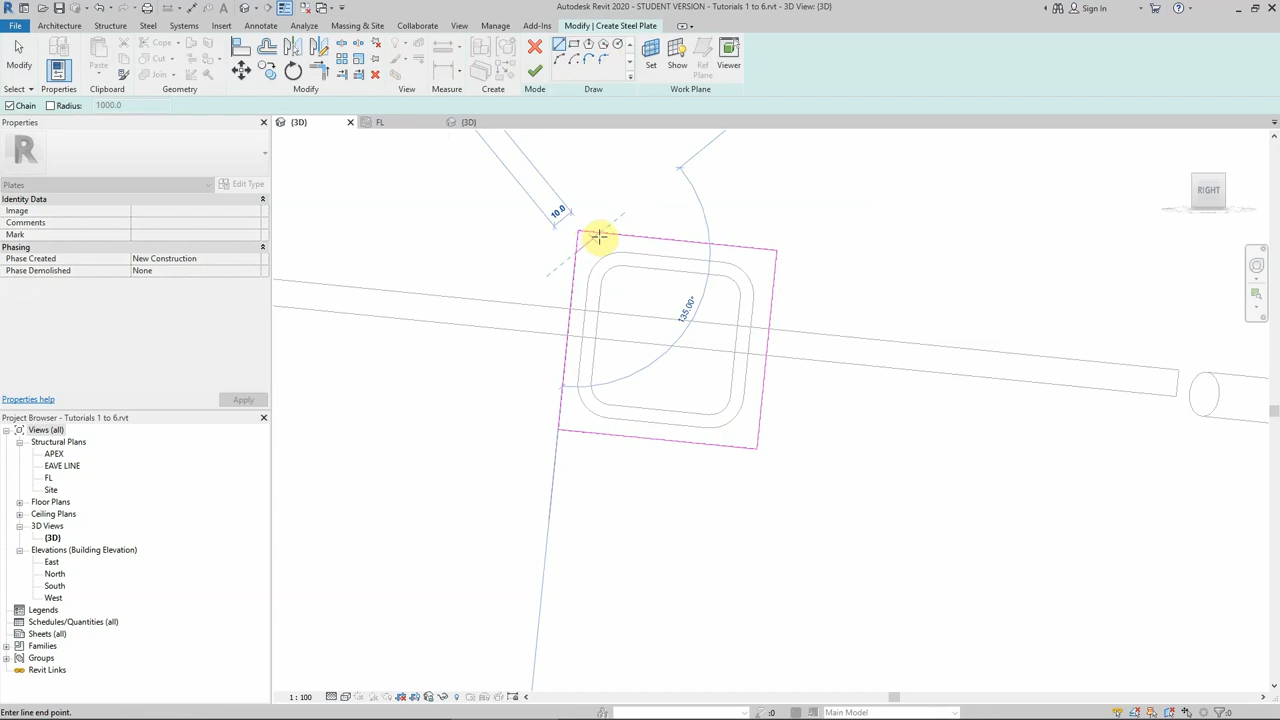 Autodesk Revit 2020 - STUDENT VERSION - Tutorials 1 to 6.rvt - 3D View: {3D}
Sign In
File Architecture Structure Steel Systems Insert Annotate Analyze Massing & Site Collaborate View Manage Add-Ins Modify | Create Steel Plate
Modify
Paste
Cope
Cut
Join
Set Show Ref Plane Viewer
Select Properties Clipboard Geometry Modify View Measure Create Mode Draw Work Plane
Chain Radius: 1000.0
Properties
{3D} FL {3D}
Plates Edit Type
Identity Data
Image
Comments
Mark
Phasing
Phase Created New Construction
Phase Demolished None
10.0
135.00°
RIGHT
Properties help Apply
Project Browser - Tutorials 1 to 6.rvt
Views (all)
Structural Plans
APEX
EAVE LINE
FL
Site
Floor Plans
Ceiling Plans
3D Views
{3D}
Elevations (Building Elevation)
East
North
South
West
Legends
Schedules/Quantities (all)
Sheets (all)
Families
Groups
Revit Links
1 : 100
Enter line end point.
:0 Main Model :0